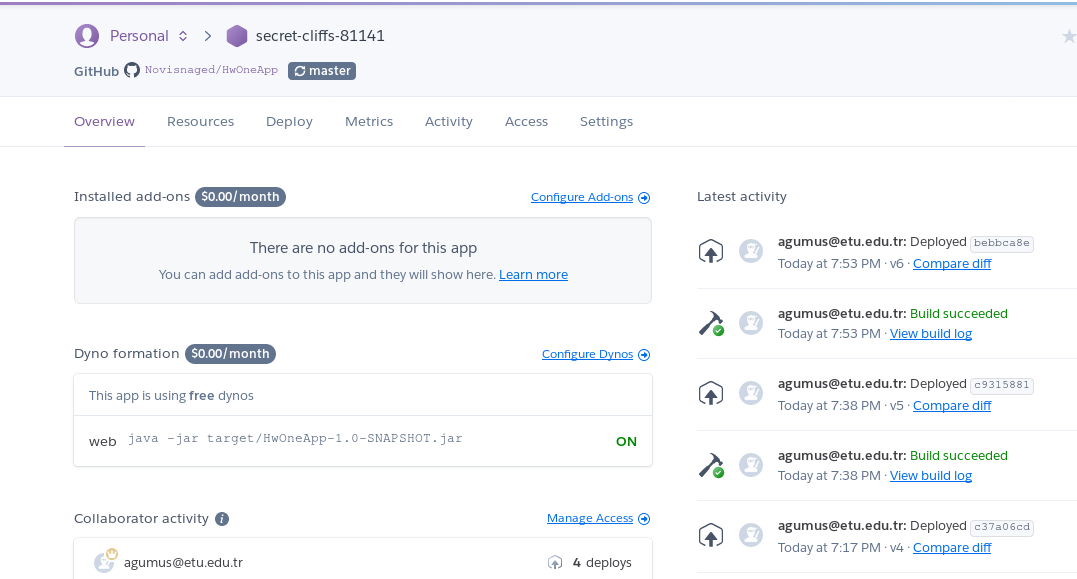 Personal secret-cliffs-81141
GitHub Novisnaged/HwOneApp master
Overview Resources Deploy Metrics Activity Access Settings
Installed add-ons $0.00/month Configure Add-ons
There are no add-ons for this app
You can add add-ons to this app and they will show here. Learn more
Dyno formation $0.00/month Configure Dynos
This app is using free dynos
web java -jar target/HwOneApp-1.0-SNAPSHOT.jar ON
Collaborator activity Manage Access
agumus@etu.edu.tr 4 deploys
Latest activity
agumus@etu.edu.tr: Deployed bebbca8e
Today at 7:53 PM · v6 · Compare diff
agumus@etu.edu.tr: Build succeeded
Today at 7:53 PM · View build log
agumus@etu.edu.tr: Deployed c9315881
Today at 7:38 PM · v5 · Compare diff
agumus@etu.edu.tr: Build succeeded
Today at 7:38 PM · View build log
agumus@etu.edu.tr: Deployed c37a06cd
Today at 7:17 PM · v4 · Compare diff